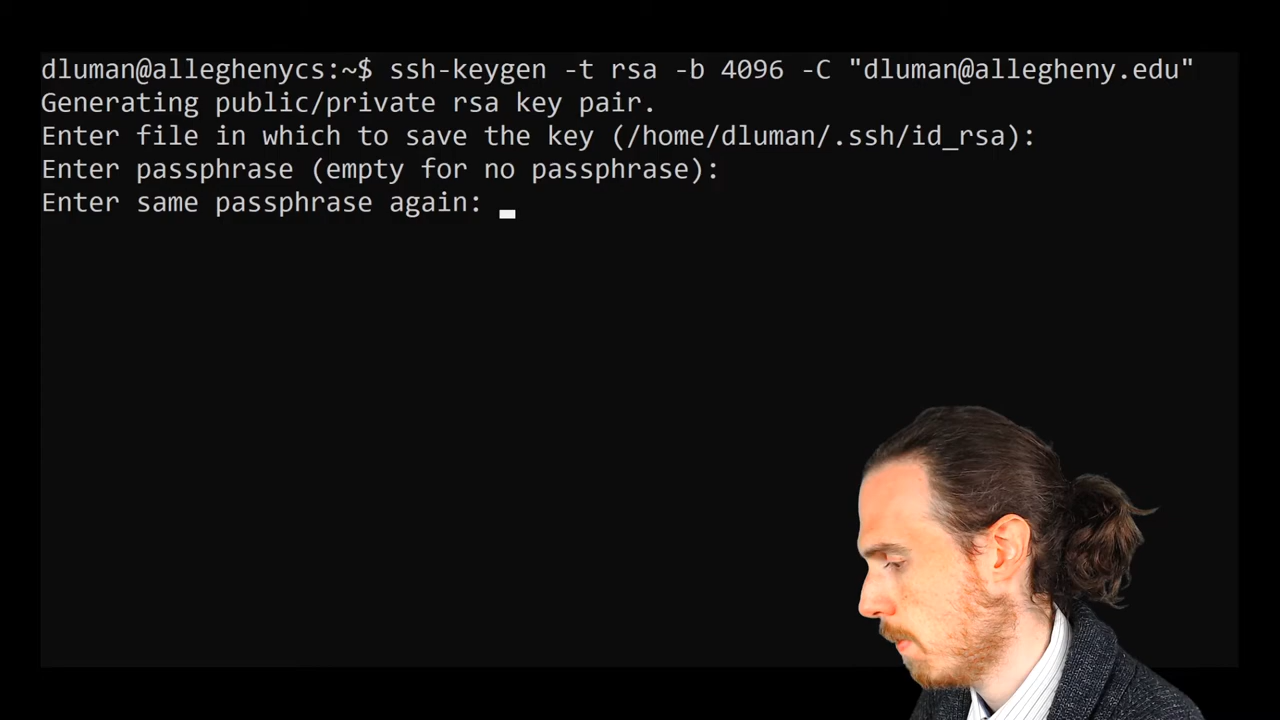 dluman@alleghenycs:~$ ssh-keygen -t rsa -b 4096 -C "dluman@allegheny.edu"
Generating public/private rsa key pair.
Enter file in which to save the key (/home/dluman/.ssh/id_rsa):
Enter passphrase (empty for no passphrase):
Enter same passphrase again: